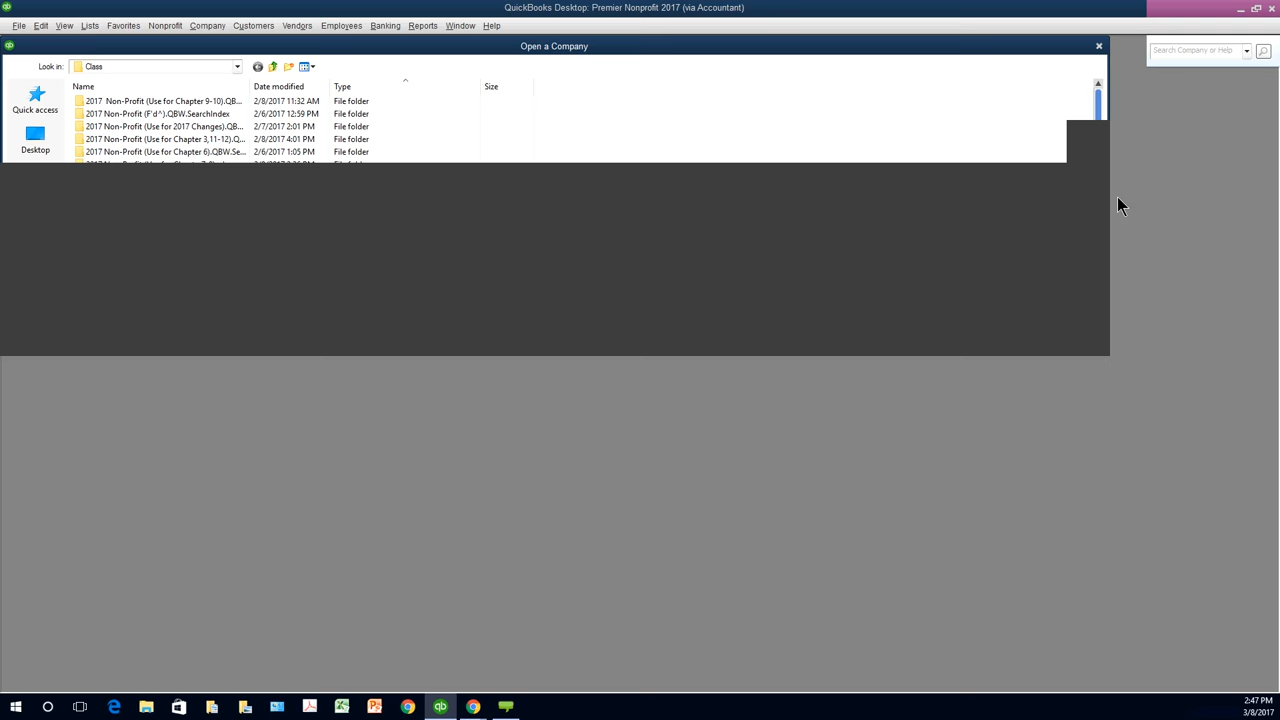 QuickBooks Desktop: Premier Nonprofit 2017 (via Accountant)
File Edit View Lists Favorites Nonprofit Company Customers Vendors Employees Banking Reports Window Help
Open a Company
Search Company or Help
Look in: Class
Name Date modified Type Size
2017 Non-Profit (Use for Chapter 9-10).QB... 2/8/2017 11:32 AM File folder
2017 Non-Profit (F'd^).QBW.SearchIndex 2/6/2017 12:59 PM File folder
2017 Non-Profit (Use for 2017 Changes).QB... 2/7/2017 2:01 PM File folder
2017 Non-Profit (Use for Chapter 3,11-12).Q... 2/8/2017 4:01 PM File folder
2017 Non-Profit (Use for Chapter 6).QBW.Se... 2/6/2017 1:05 PM File folder
Quick access
Desktop
qb
2:47 PM
3/8/2017